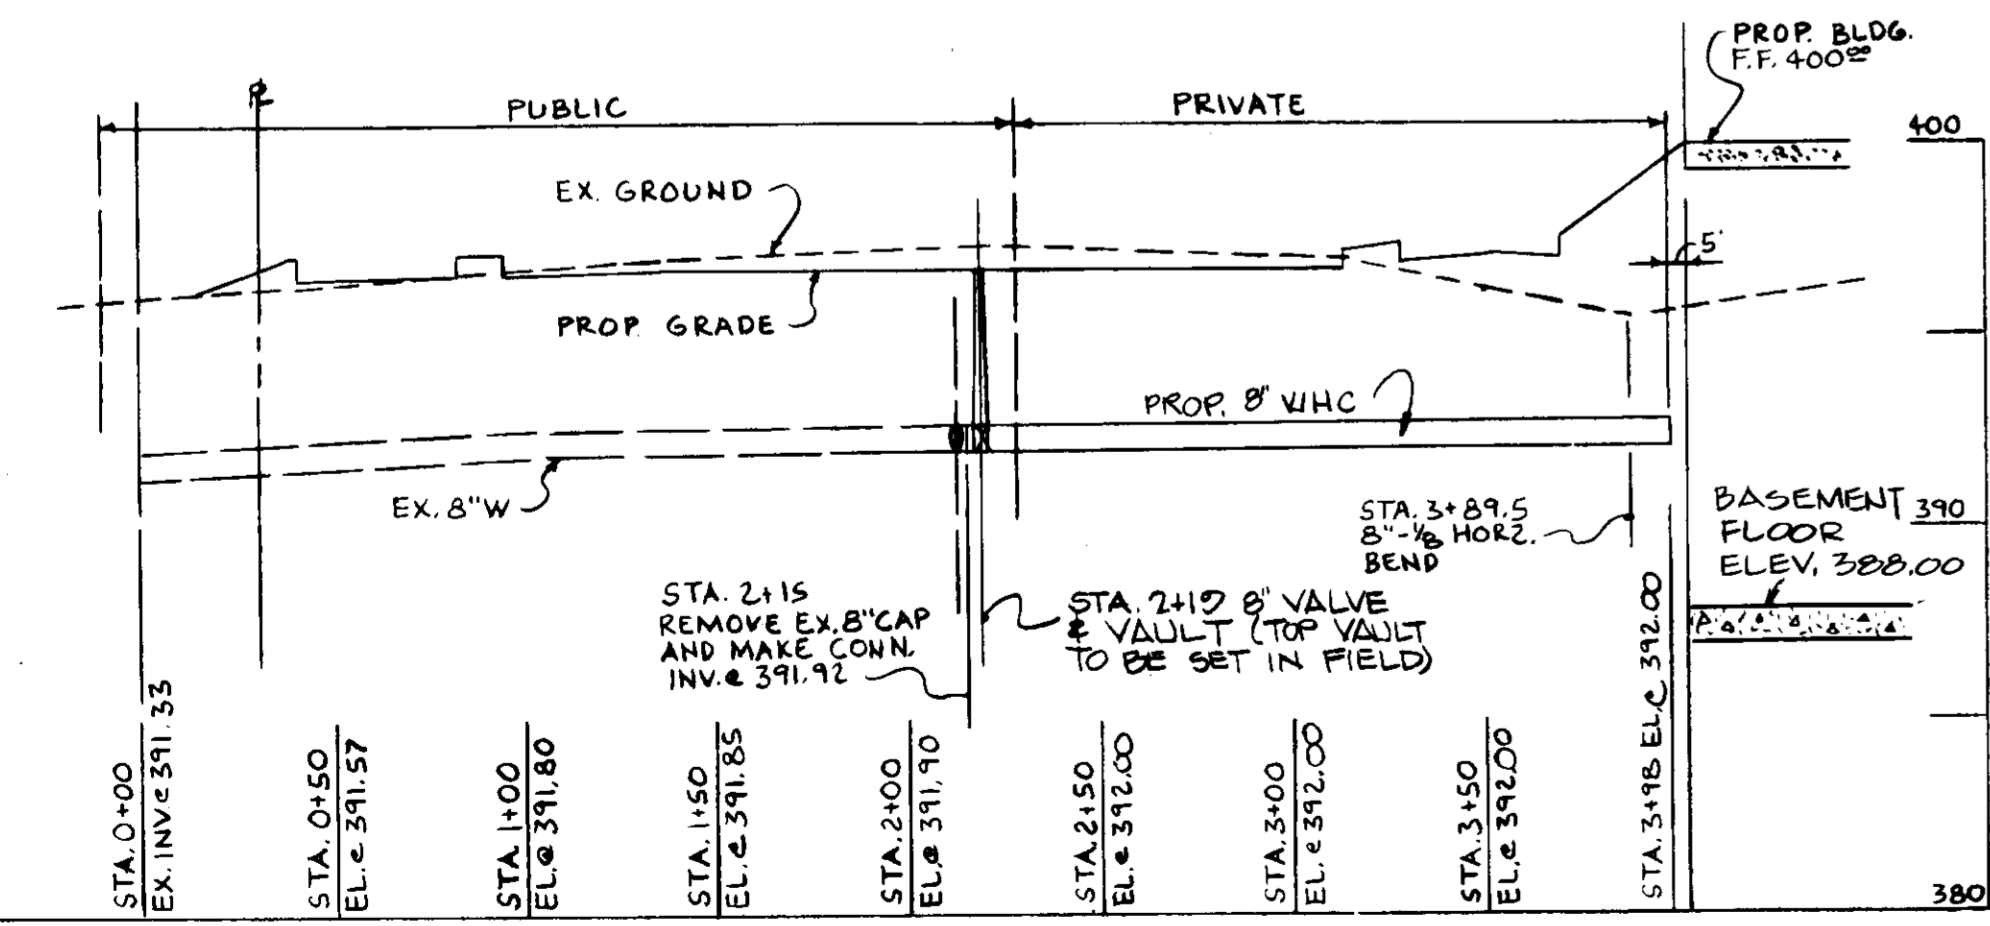 PROP. BLDG.
F.F. 400⁰⁰
PUBLIC
PRIVATE
400
EX. GROUND
5'
PROP. GRADE
PROP. 8" WHC
EX. 8"W
STA. 3+89.5
8"-1/8 HORZ.
BEND
BASEMENT
FLOOR
ELEV. 388.00
390
STA. 2+15
REMOVE EX. 8" CAP
AND MAKE CONN.
INV. @ 391.92
STA. 2+19 8" VALVE
& VAULT (TOP VAULT
TO BE SET IN FIELD)
STA. 0+00
EX. INV @ 391.33
STA. 0+50
EL. @ 391.57
STA. 1+00
EL. @ 391.80
STA. 1+50
EL. @ 391.85
STA. 2+00
EL. @ 391.90
STA. 2+50
EL. @ 392.00
STA. 3+00
EL. @ 392.00
STA. 3+50
EL. @ 392.00
STA. 3+98 EL. @ 392.00
380